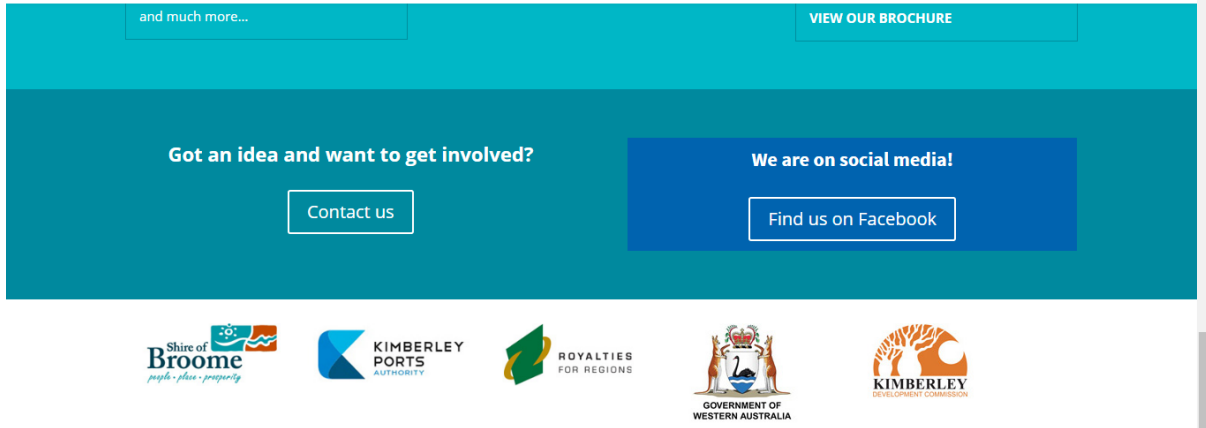 and much more...
VIEW OUR BROCHURE
Got an idea and want to get involved?
Contact us
We are on social media!
Find us on Facebook
Shire of
Broome
people • place • prosperity
KIMBERLEY
PORTS
AUTHORITY
ROYALTIES
FOR REGIONS
GOVERNMENT OF
WESTERN AUSTRALIA
KIMBERLEY
DEVELOPMENT COMMISSION